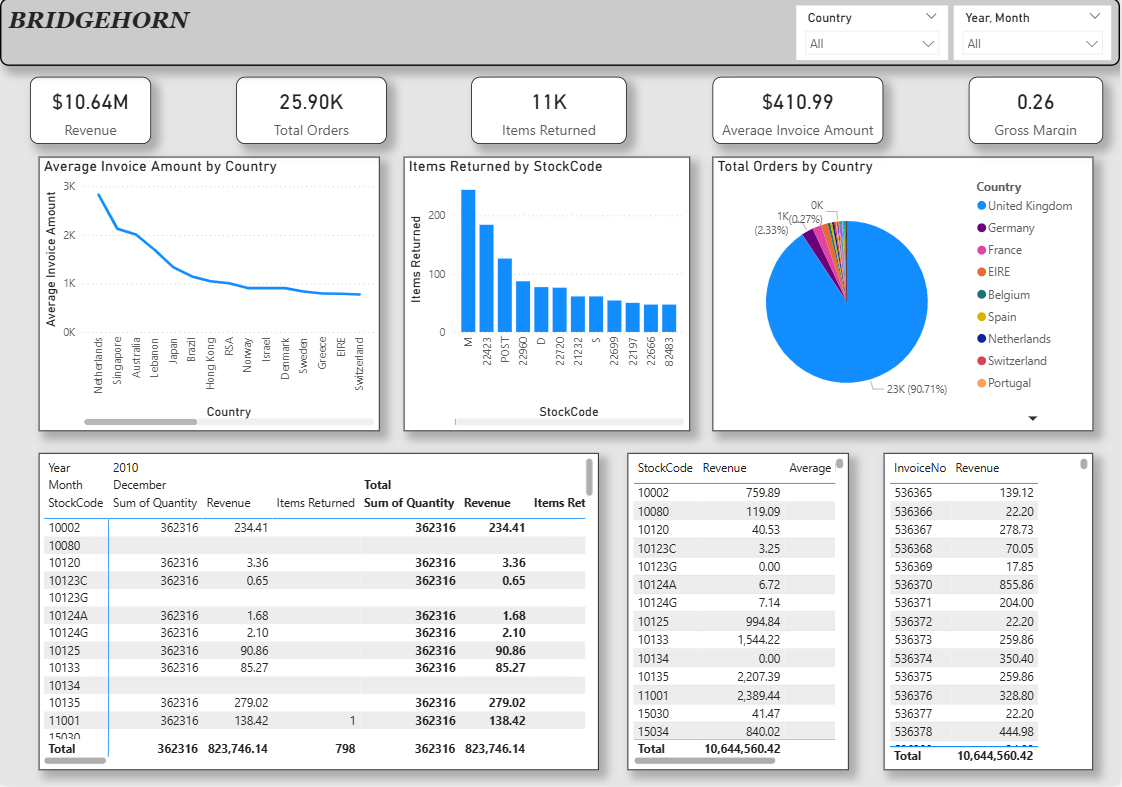 BRIDGEHORN
Country
All
Year, Month
All
$10.64M
Revenue
25.90K
Total Orders
11K
Items Returned
$410.99
Average Invoice Amount
0.26
Gross Margin
Average Invoice Amount by Country
Average Invoice Amount
3K
2K
1K
0K
Netherlands
Singapore
Australia
Lebanon
Japan
Brazil
Hong Kong
RSA
Norway
Israel
Denmark
Sweden
Greece
EIRE
Switzerland
Country
Items Returned by StockCode
Items Returned
200
100
0
M
22423
POST
22960
D
22720
21232
S
22699
22197
22666
82483
StockCode
Total Orders by Country
0K
(0.27%)
1K
(2.33%)
23K (90.71%)
Country
United Kingdom
Germany
France
EIRE
Belgium
Spain
Netherlands
Switzerland
Portugal
Year 2010
Month December Total
StockCode Sum of Quantity Revenue Items Returned Sum of Quantity Revenue Items Ret
10002 362316 234.41 362316 234.41
10080
10120 362316 3.36 362316 3.36
10123C 362316 0.65 362316 0.65
10123G
10124A 362316 1.68 362316 1.68
10124G 362316 2.10 362316 2.10
10125 362316 90.86 362316 90.86
10133 362316 85.27 362316 85.27
10134
10135 362316 279.02 362316 279.02
11001 362316 138.42 1 362316 138.42
15030
Total 362316 823,746.14 798 362316 823,746.14
StockCode Revenue Average
10002 759.89
10080 119.09
10120 40.53
10123C 3.25
10123G 0.00
10124A 6.72
10124G 7.14
10125 994.84
10133 1,544.22
10134 0.00
10135 2,207.39
11001 2,389.44
15030 41.47
15034 840.02
Total 10,644,560.42
InvoiceNo Revenue
536365 139.12
536366 22.20
536367 278.73
536368 70.05
536369 17.85
536370 855.86
536371 204.00
536372 22.20
536373 259.86
536374 350.40
536375 259.86
536376 328.80
536377 22.20
536378 444.98
Total 10,644,560.42